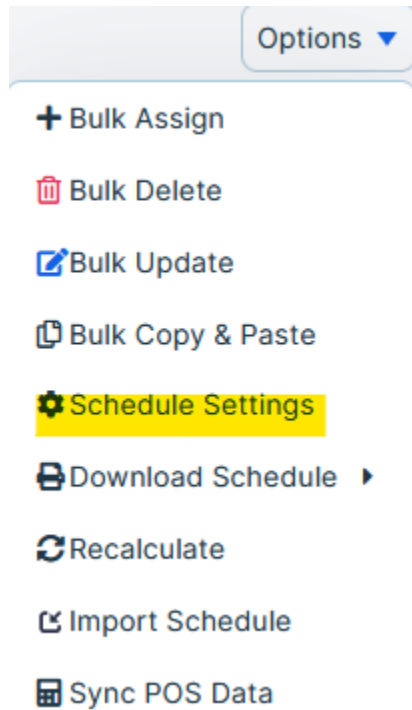 Options
Bulk Assign
Bulk Delete
Bulk Update
Bulk Copy & Paste
Schedule Settings
Download Schedule
Recalculate
Import Schedule
Sync POS Data